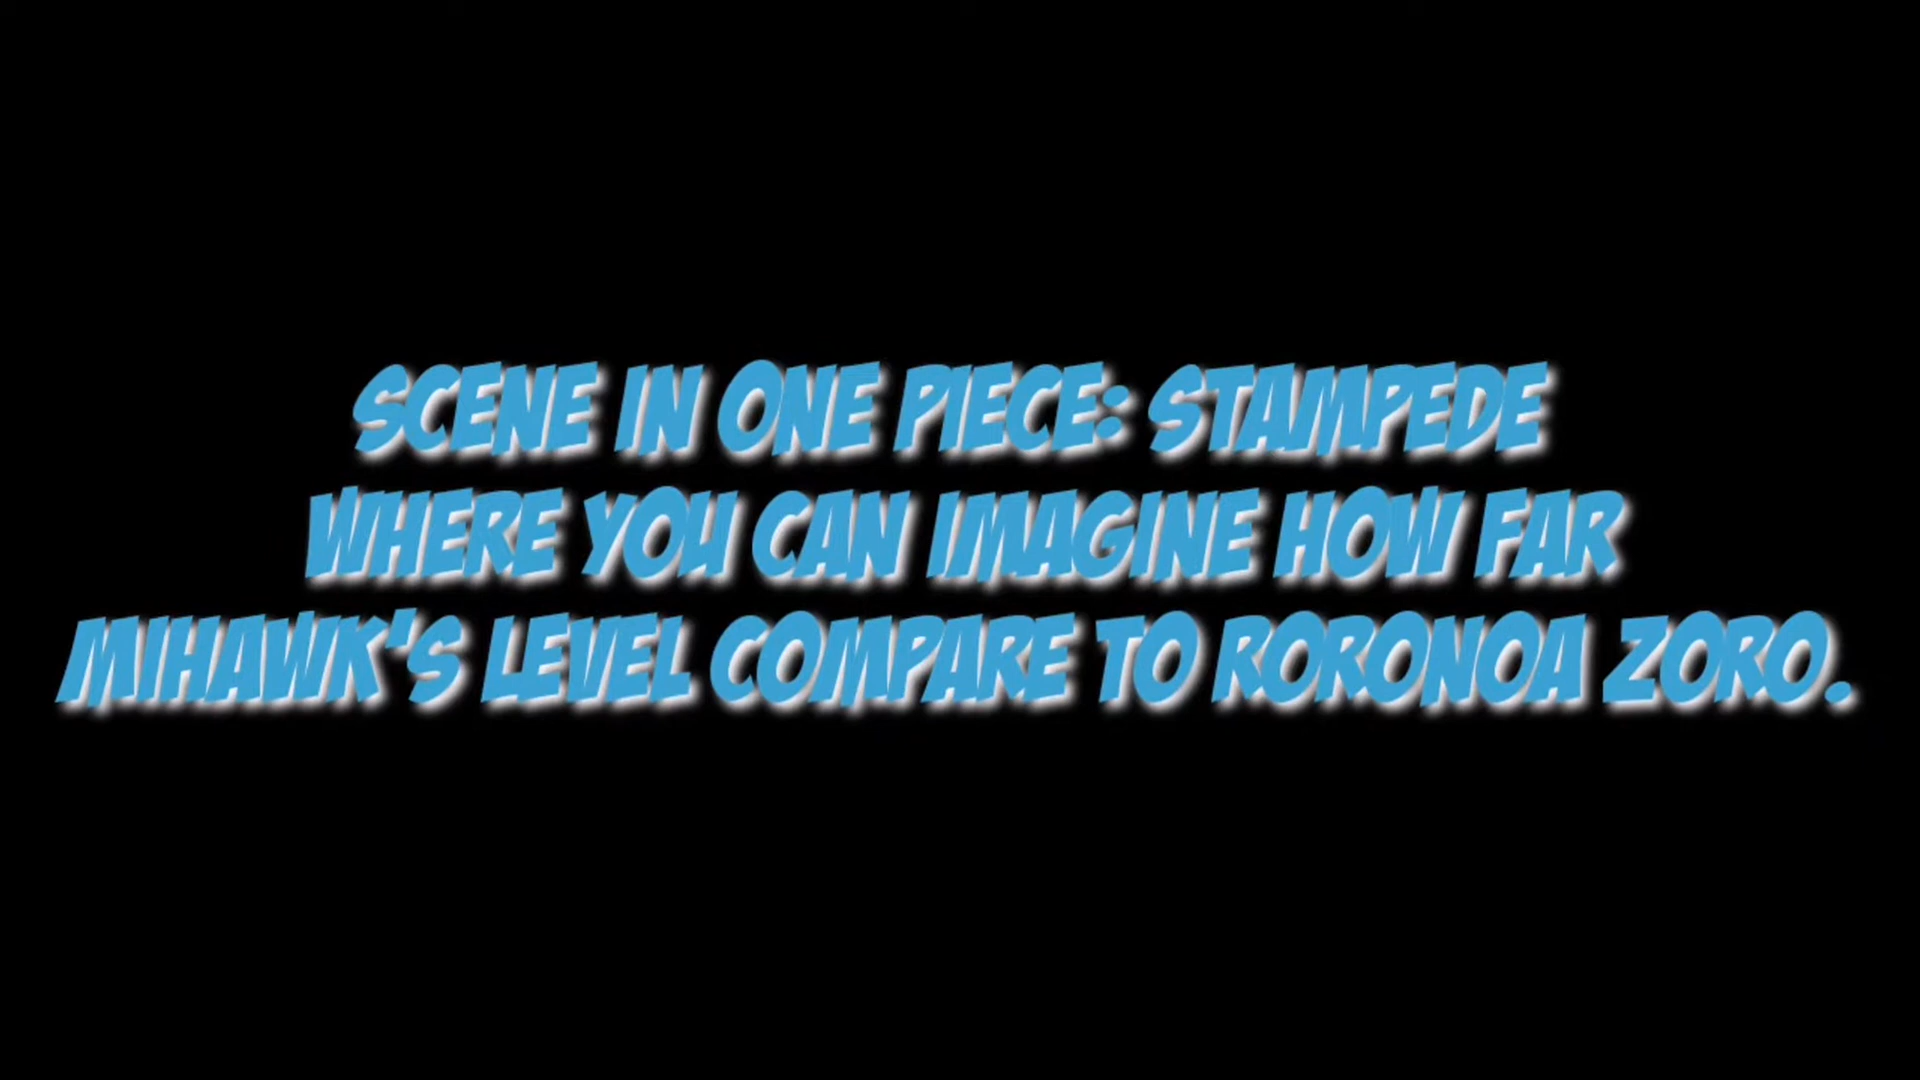 SCENE IN ONE PIECE: STAMPEDE
WHERE YOU CAN IMAGINE HOW FAR
MIHAWK'S LEVEL COMPARE TO RORONOA ZORO.